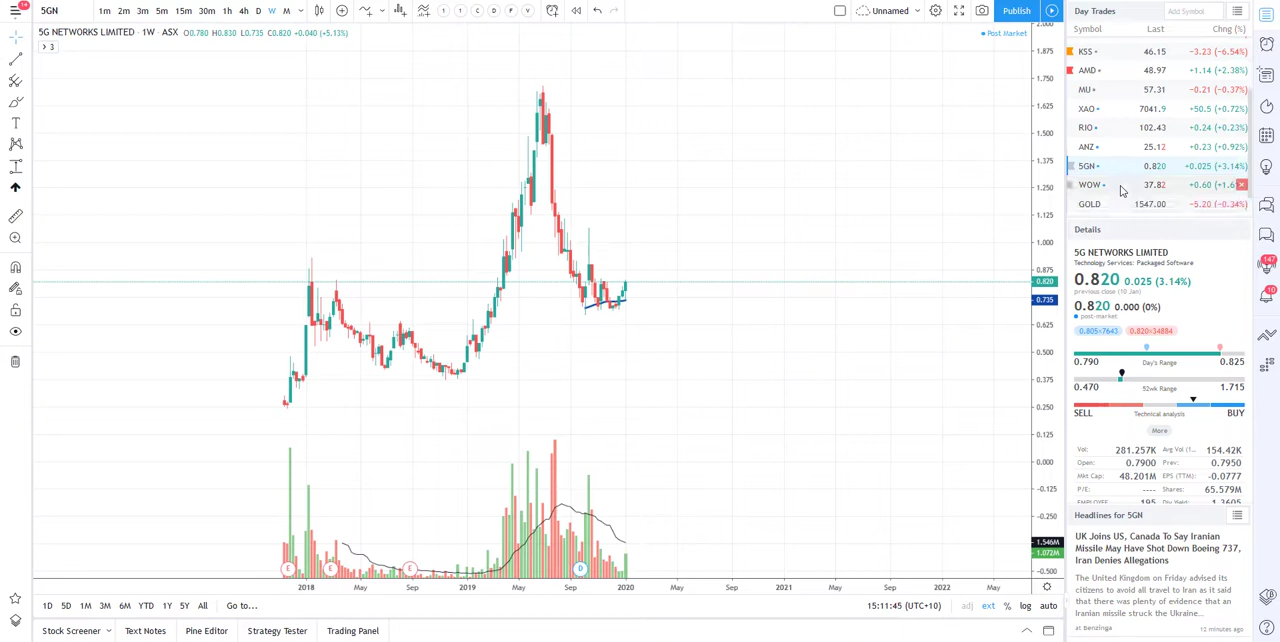 14
5GN
1m 2m 3m 5m 15m 30m 1h 4h D W M
1 1 C D F V
Unnamed
Publish
5G NETWORKS LIMITED · 1W · ASX O0.780 H0.830 L0.735 C0.820 +0.040 (+5.13%)
3
Post Market
2.000
1.875
1.750
1.625
1.500
1.375
1.250
1.125
1.000
0.875
0.820
0.735
0.625
0.500
0.375
0.250
0.125
0.000
−0.125
−0.250
1.546M
1.072M
−0.500
E E E D
2018 May Sep 2019 May Sep 2020 May Sep 2021 May Sep 2022 May
1D 5D 1M 3M 6M YTD 1Y 5Y All Go to...
15:11:45 (UTC+10) adj ext % log auto
Stock Screener Text Notes Pine Editor Strategy Tester Trading Panel
Day Trades Add Symbol
Symbol Last Chng (%)
KSS 46.15 −3.23 (−6.54%)
AMD 48.97 +1.14 (+2.38%)
MU 57.31 −0.21 (−0.37%)
XAO 7041.9 +50.5 (+0.72%)
RIO 102.43 +0.24 (+0.23%)
ANZ 25.12 +0.23 (+0.92%)
5GN 0.820 +0.025 (+3.14%)
WOW 37.82 +0.60 (+1.6
GOLD 1547.00 −5.20 (−0.34%)
Details
5G NETWORKS LIMITED
Technology Services: Packaged Software
0.820 0.025 (3.14%)
previous close (10 Jan)
0.820 0.000 (0%)
post-market
0.805×7643 0.820×34884
0.790 Day's Range 0.825
0.470 52wk Range 1.715
SELL Technical analysis BUY
More
Vol: 281.257K Avg Vol (1... 154.42K
Open: 0.7900 Prev: 0.7950
Mkt Cap: 48.201M EPS (TTM): -0.0777
P/E: ---- Shares: 65.579M
Headlines for 5GN
UK Joins US, Canada To Say Iranian
Missile May Have Shot Down Boeing 737,
Iran Denies Allegations
The United Kingdom on Friday advised its
citizens to avoid all travel to Iran as it said
that there was plenty of evidence that an
Iranian missile struck the Ukraine...
at Benzinga 12 minutes ago
147
10